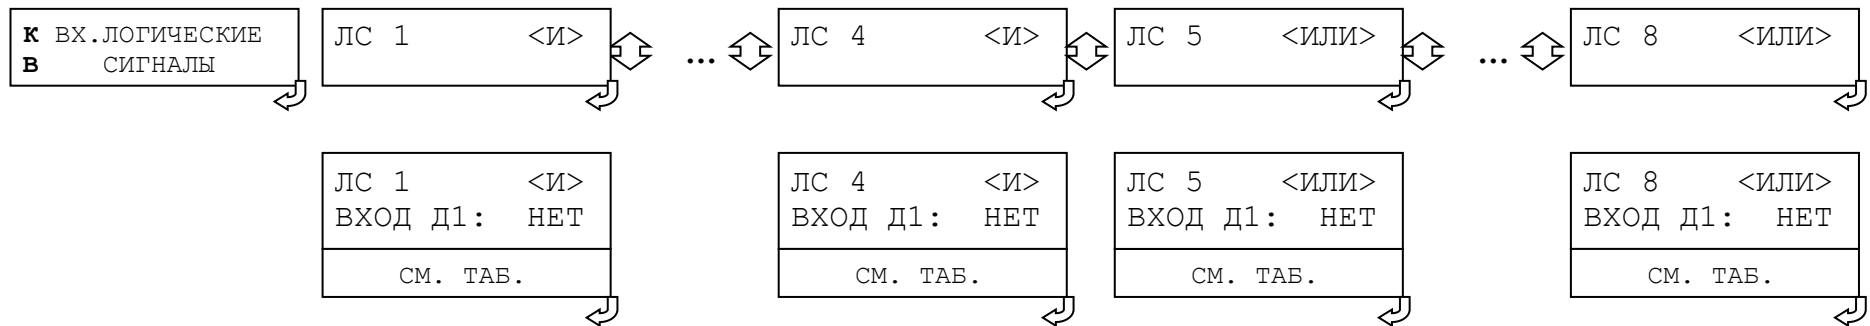 К ВХ.ЛОГИЧЕСКИЕ
В СИГНАЛЫ
ЛС 1 <И>
...
ЛС 4 <И>
ЛС 5 <ИЛИ>
...
ЛС 8 <ИЛИ>
ЛС 1 <И>
ВХОД Д1: НЕТ
СМ. ТАБ.
ЛС 4 <И>
ВХОД Д1: НЕТ
СМ. ТАБ.
ЛС 5 <ИЛИ>
ВХОД Д1: НЕТ
СМ. ТАБ.
ЛС 8 <ИЛИ>
ВХОД Д1: НЕТ
СМ. ТАБ.